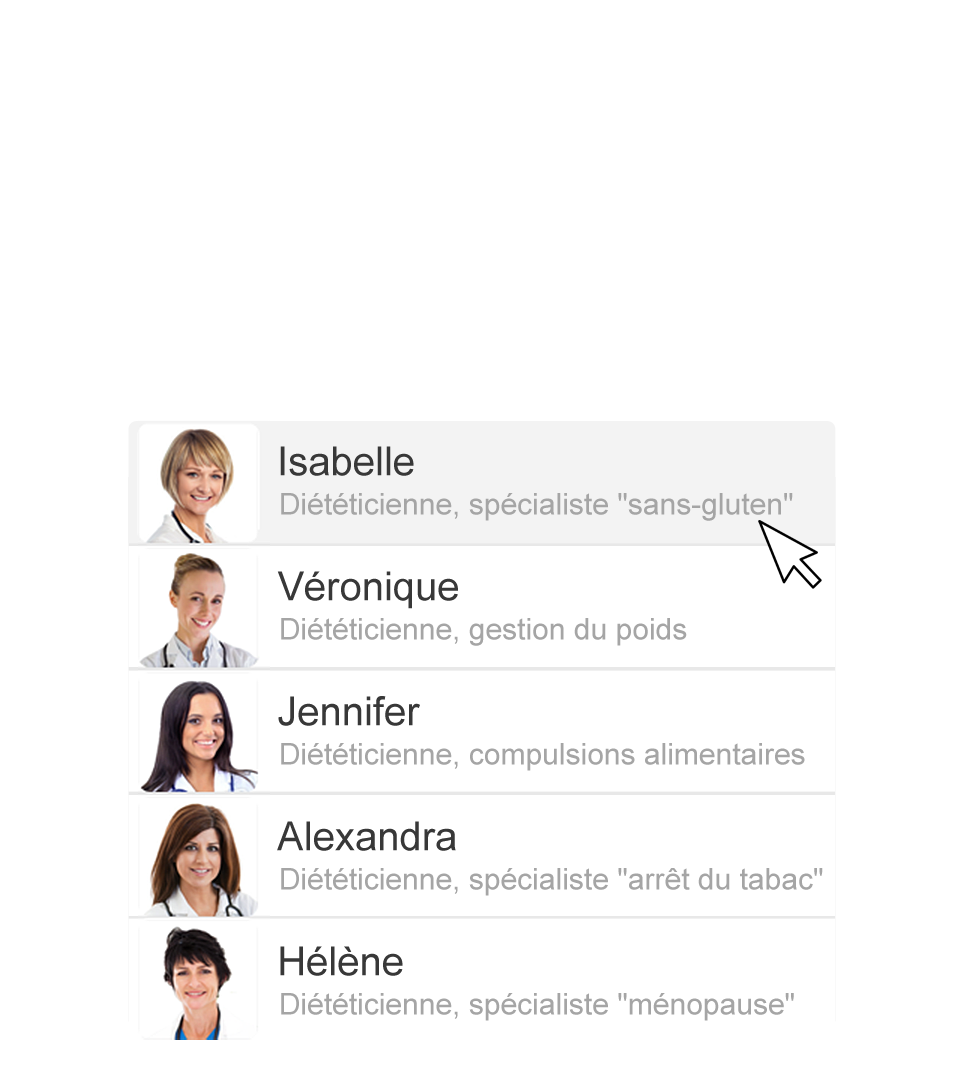 Isabelle
Diététicienne, spécialiste "sans-gluten"
Véronique
Diététicienne, gestion du poids
Jennifer
Diététicienne, compulsions alimentaires
Alexandra
Diététicienne, spécialiste "arrêt du tabac"
Hélène
Diététicienne, spécialiste "ménopause"